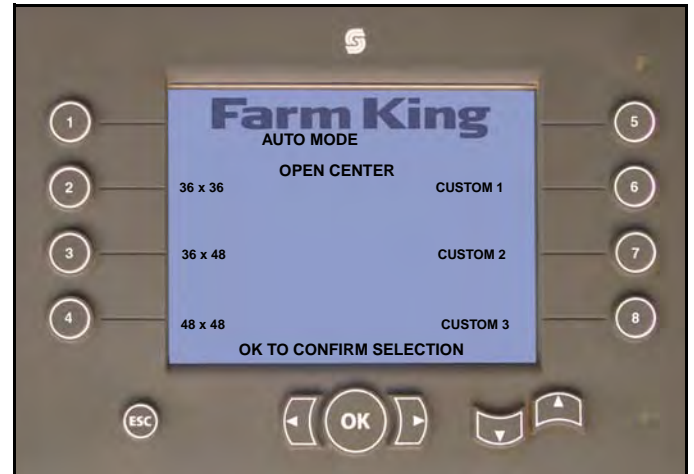 Farm King
AUTO MODE
OPEN CENTER
1
5
2
36 x 36
CUSTOM 1
6
3
36 x 48
CUSTOM 2
7
4
48 x 48
CUSTOM 3
8
OK TO CONFIRM SELECTION
ESC
OK